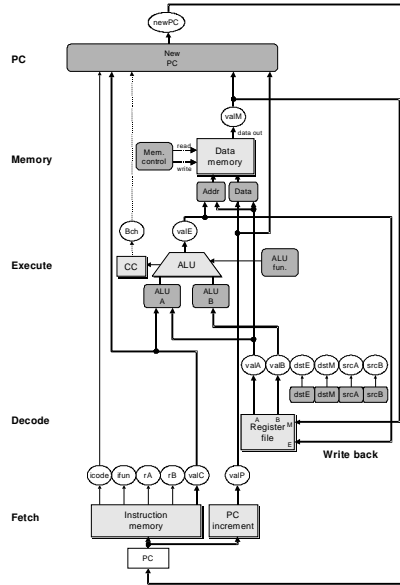 newPC
PC
New
PC
valM
data out
Memory
Mem.
control
read
write
Data
memory
Addr
Data
Bch
valE
Execute
CC
ALU
ALU
fun.
ALU
A
ALU
B
valA
valB
dstE
dstM
srcA
srcB
dstE
dstM
srcA
srcB
Decode
A
B
Register
file
M
E
Write back
icode
ifun
rA
rB
valC
valP
Fetch
Instruction
memory
PC
increment
PC